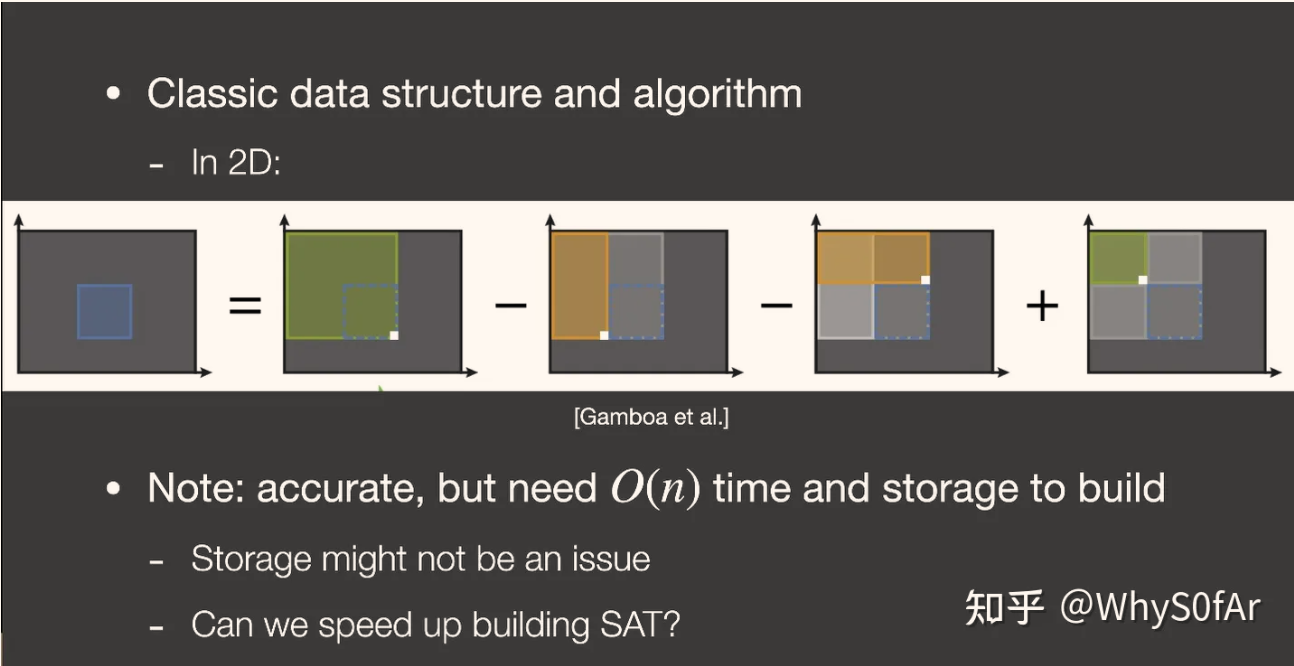 • Classic data structure and algorithm
- In 2D:
= − − +
[Gamboa et al.]
• Note: accurate, but need O(n) time and storage to build
- Storage might not be an issue
- Can we speed up building SAT?
知乎 @WhyS0fAr